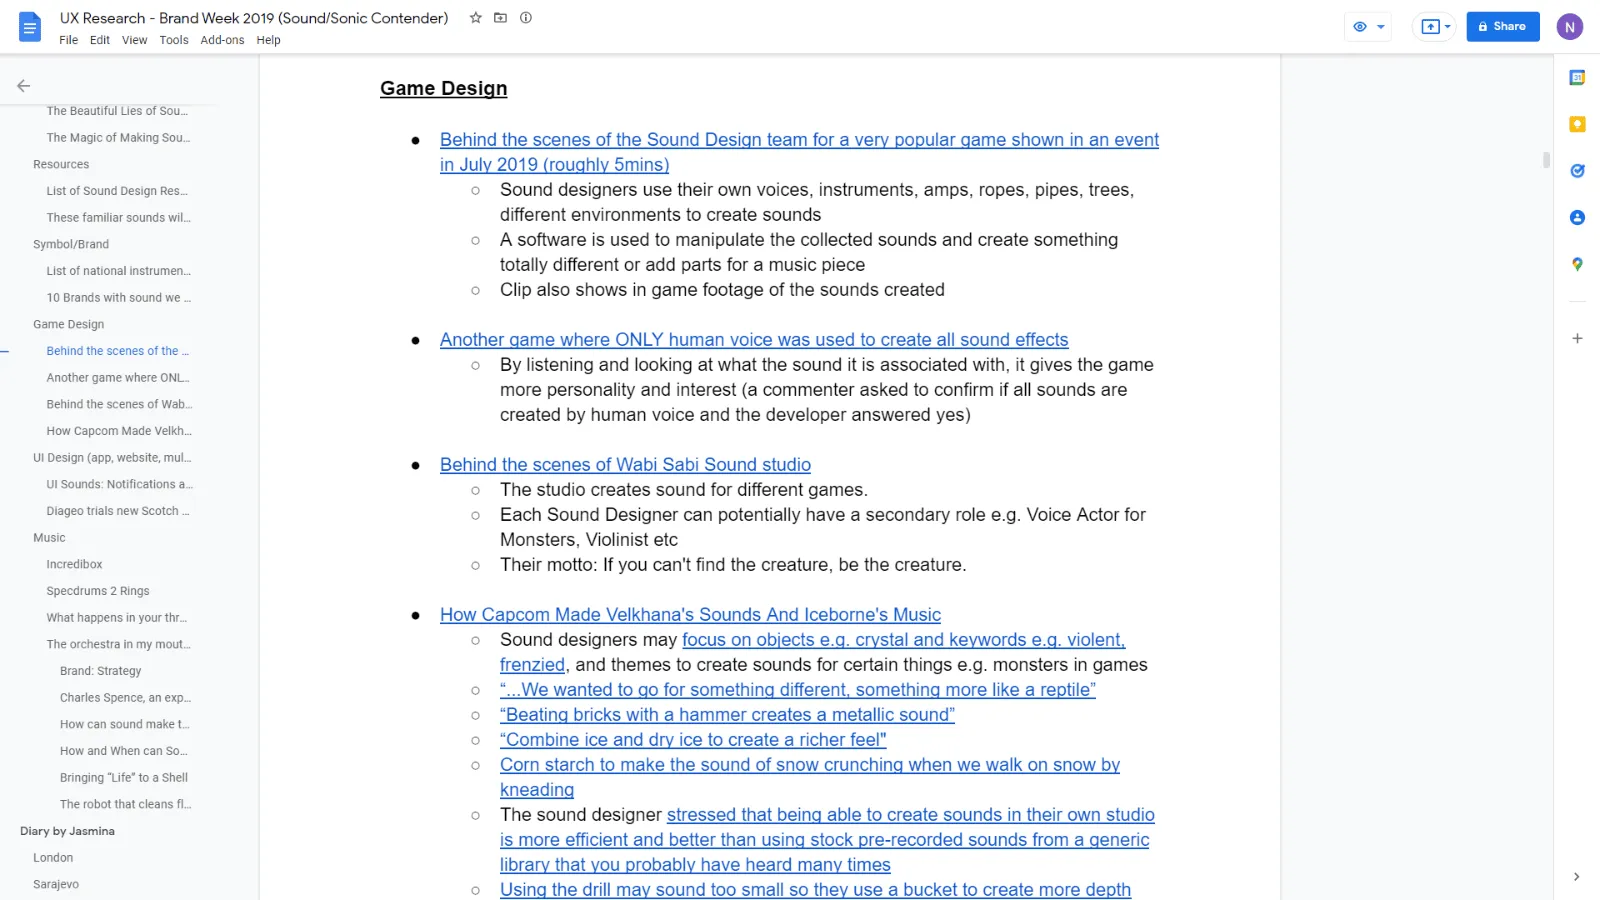 UX Research - Brand Week 2019 (Sound/Sonic Contender)
File Edit View Tools Add-ons Help
Share
N
The Beautiful Lies of Sou...
The Magic of Making Sou...
Resources
List of Sound Design Res...
These familiar sounds wil...
Symbol/Brand
List of national instrumen...
10 Brands with sound we ...
Game Design
Behind the scenes of the ...
Another game where ONL...
Behind the scenes of Wab...
How Capcom Made Velkh...
UI Design (app, website, mul...
UI Sounds: Notifications a...
Diageo trials new Scotch ...
Music
Incredibox
Specdrums 2 Rings
What happens in your thr...
The orchestra in my mout...
Brand: Strategy
Charles Spence, an exp...
How can sound make t...
How and When can So...
Bringing “Life” to a Shell
The robot that cleans fl...
Diary by Jasmina
London
Sarajevo
Game Design
● Behind the scenes of the Sound Design team for a very popular game shown in an event
in July 2019 (roughly 5mins)
○ Sound designers use their own voices, instruments, amps, ropes, pipes, trees,
different environments to create sounds
○ A software is used to manipulate the collected sounds and create something
totally different or add parts for a music piece
○ Clip also shows in game footage of the sounds created
● Another game where ONLY human voice was used to create all sound effects
○ By listening and looking at what the sound it is associated with, it gives the game
more personality and interest (a commenter asked to confirm if all sounds are
created by human voice and the developer answered yes)
● Behind the scenes of Wabi Sabi Sound studio
○ The studio creates sound for different games.
○ Each Sound Designer can potentially have a secondary role e.g. Voice Actor for
Monsters, Violinist etc
○ Their motto: If you can't find the creature, be the creature.
● How Capcom Made Velkhana's Sounds And Iceborne's Music
○ Sound designers may focus on objects e.g. crystal and keywords e.g. violent,
frenzied, and themes to create sounds for certain things e.g. monsters in games
○ “...We wanted to go for something different, something more like a reptile”
○ “Beating bricks with a hammer creates a metallic sound”
○ “Combine ice and dry ice to create a richer feel"
○ Corn starch to make the sound of snow crunching when we walk on snow by
kneading
○ The sound designer stressed that being able to create sounds in their own studio
is more efficient and better than using stock pre-recorded sounds from a generic
library that you probably have heard many times
○ Using the drill may sound too small so they use a bucket to create more depth
31